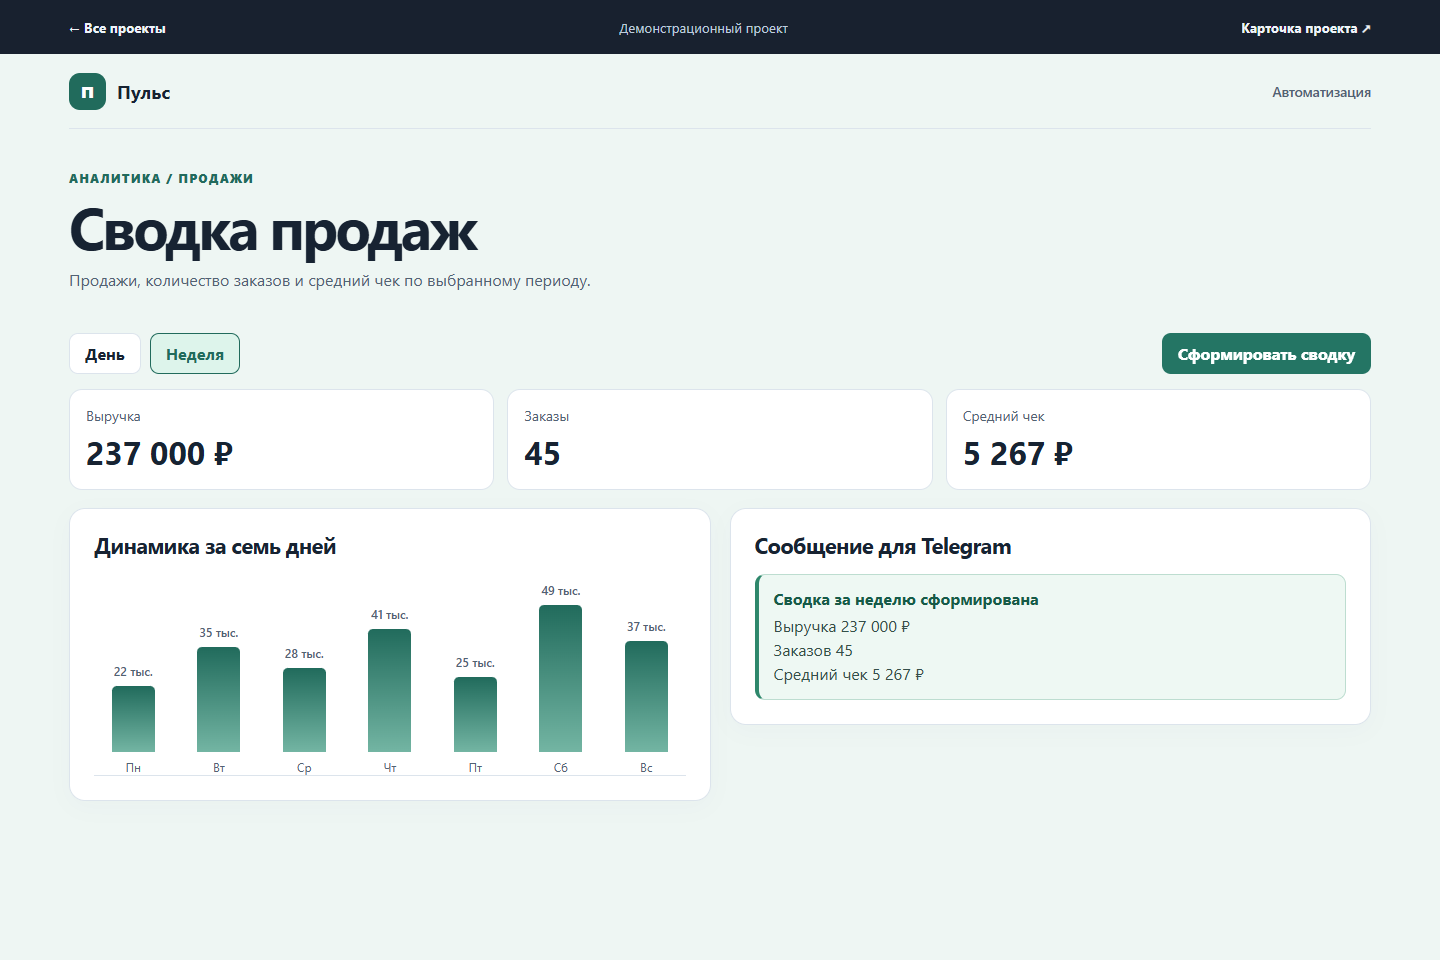 ← Все проекты
Демонстрационный проект
Карточка проекта ↗
П
Пульс
Автоматизация
АНАЛИТИКА / ПРОДАЖИ
Сводка продаж
Продажи, количество заказов и средний чек по выбранному периоду.
День
Неделя
Сформировать сводку
Выручка
237 000 ₽
Заказы
45
Средний чек
5 267 ₽
Динамика за семь дней
22 тыс.
35 тыс.
28 тыс.
41 тыс.
25 тыс.
49 тыс.
37 тыс.
Пн
Вт
Ср
Чт
Пт
Сб
Вс
Сообщение для Telegram
Сводка за неделю сформирована
Выручка 237 000 ₽
Заказов 45
Средний чек 5 267 ₽